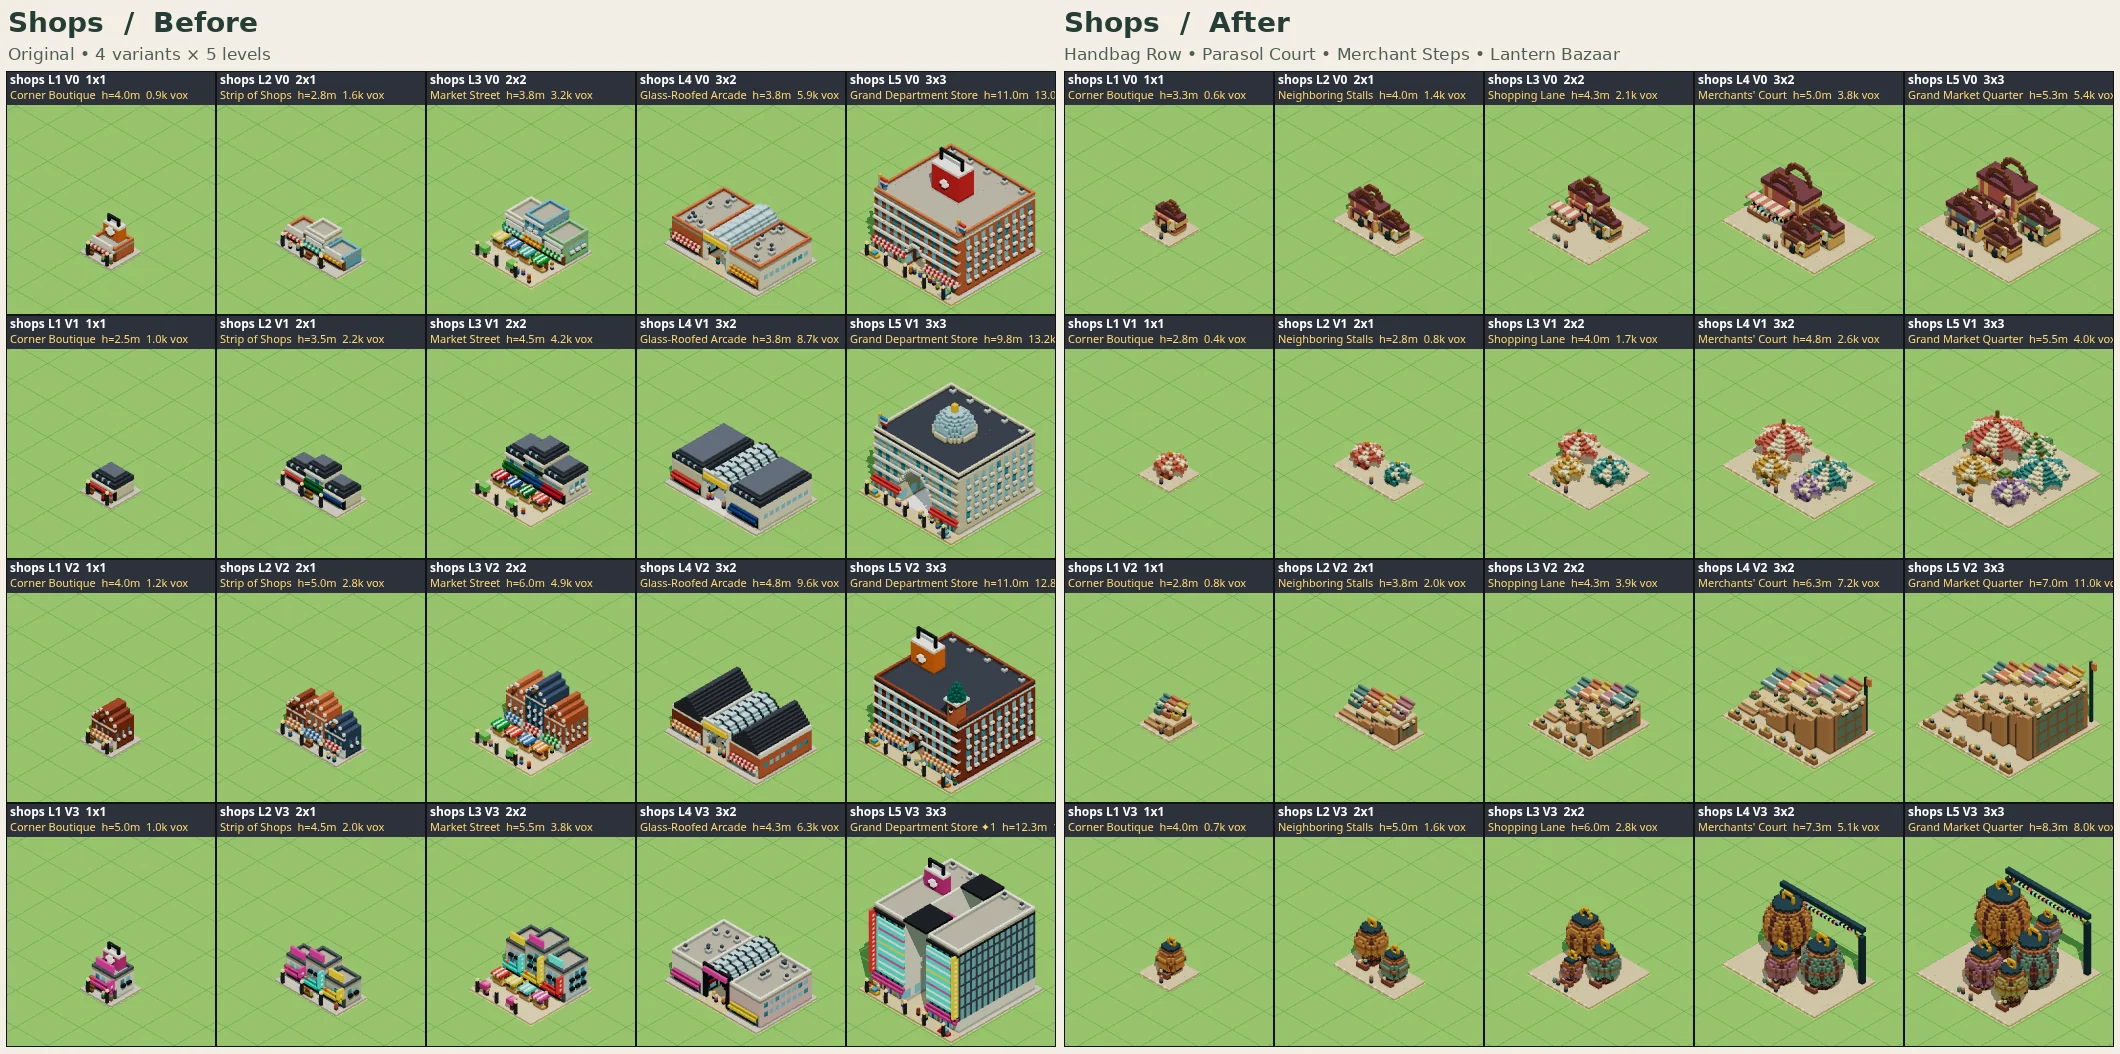 Shops / Before
Original • 4 variants × 5 levels
shops L1 V0 1x1
Corner Boutique h=4.0m 0.9k vox
shops L2 V0 2x1
Strip of Shops h=2.8m 1.6k vox
shops L3 V0 2x2
Market Street h=3.8m 3.2k vox
shops L4 V0 3x2
Glass-Roofed Arcade h=3.8m 5.9k vox
shops L5 V0 3x3
Grand Department Store h=11.0m 13.0
shops L1 V1 1x1
Corner Boutique h=2.5m 1.0k vox
shops L2 V1 2x1
Strip of Shops h=3.5m 2.2k vox
shops L3 V1 2x2
Market Street h=4.5m 4.2k vox
shops L4 V1 3x2
Glass-Roofed Arcade h=3.8m 8.7k vox
shops L5 V1 3x3
Grand Department Store h=9.8m 13.2k
shops L1 V2 1x1
Corner Boutique h=4.0m 1.2k vox
shops L2 V2 2x1
Strip of Shops h=5.0m 2.8k vox
shops L3 V2 2x2
Market Street h=6.0m 4.9k vox
shops L4 V2 3x2
Glass-Roofed Arcade h=4.8m 9.6k vox
shops L5 V2 3x3
Grand Department Store h=11.0m 12.8
shops L1 V3 1x1
Corner Boutique h=5.0m 1.0k vox
shops L2 V3 2x1
Strip of Shops h=4.5m 2.0k vox
shops L3 V3 2x2
Market Street h=5.5m 3.8k vox
shops L4 V3 3x2
Glass-Roofed Arcade h=4.3m 6.3k vox
shops L5 V3 3x3
Grand Department Store ✦1 h=12.3m
Shops / After
Handbag Row • Parasol Court • Merchant Steps • Lantern Bazaar
shops L1 V0 1x1
Corner Boutique h=3.3m 0.6k vox
shops L2 V0 2x1
Neighboring Stalls h=4.0m 1.4k vox
shops L3 V0 2x2
Shopping Lane h=4.3m 2.1k vox
shops L4 V0 3x2
Merchants' Court h=5.0m 3.8k vox
shops L5 V0 3x3
Grand Market Quarter h=5.3m 5.4k vox
shops L1 V1 1x1
Corner Boutique h=2.8m 0.4k vox
shops L2 V1 2x1
Neighboring Stalls h=2.8m 0.8k vox
shops L3 V1 2x2
Shopping Lane h=4.0m 1.7k vox
shops L4 V1 3x2
Merchants' Court h=4.8m 2.6k vox
shops L5 V1 3x3
Grand Market Quarter h=5.5m 4.0k vox
shops L1 V2 1x1
Corner Boutique h=2.8m 0.8k vox
shops L2 V2 2x1
Neighboring Stalls h=3.8m 2.0k vox
shops L3 V2 2x2
Shopping Lane h=4.3m 3.9k vox
shops L4 V2 3x2
Merchants' Court h=6.3m 7.2k vox
shops L5 V2 3x3
Grand Market Quarter h=7.0m 11.0k vo
shops L1 V3 1x1
Corner Boutique h=4.0m 0.7k vox
shops L2 V3 2x1
Neighboring Stalls h=5.0m 1.6k vox
shops L3 V3 2x2
Shopping Lane h=6.0m 2.8k vox
shops L4 V3 3x2
Merchants' Court h=7.3m 5.1k vox
shops L5 V3 3x3
Grand Market Quarter h=8.3m 8.0k vox